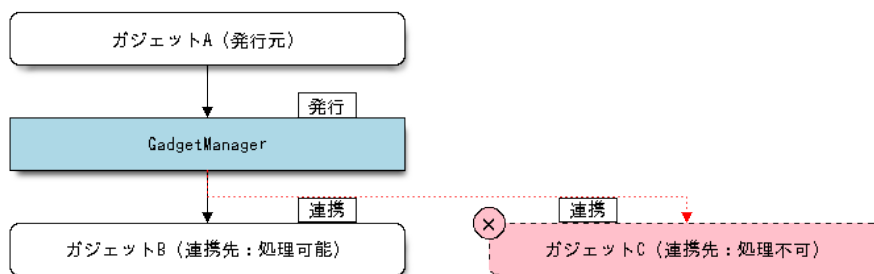 ガジェットA（発行元）
発行
GadgetManager
連携
連携
ガジェットB（連携先：処理可能）
ガジェットC（連携先：処理不可）